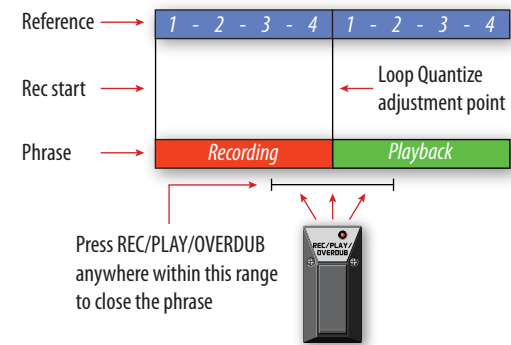 Reference
1 - 2 - 3 - 4 1 - 2 - 3 - 4
Rec start
Loop Quantize
adjustment point
Phrase
Recording
Playback
Press REC/PLAY/OVERDUB
anywhere within this range
to close the phrase
REC/PLAY/
OVERDUB